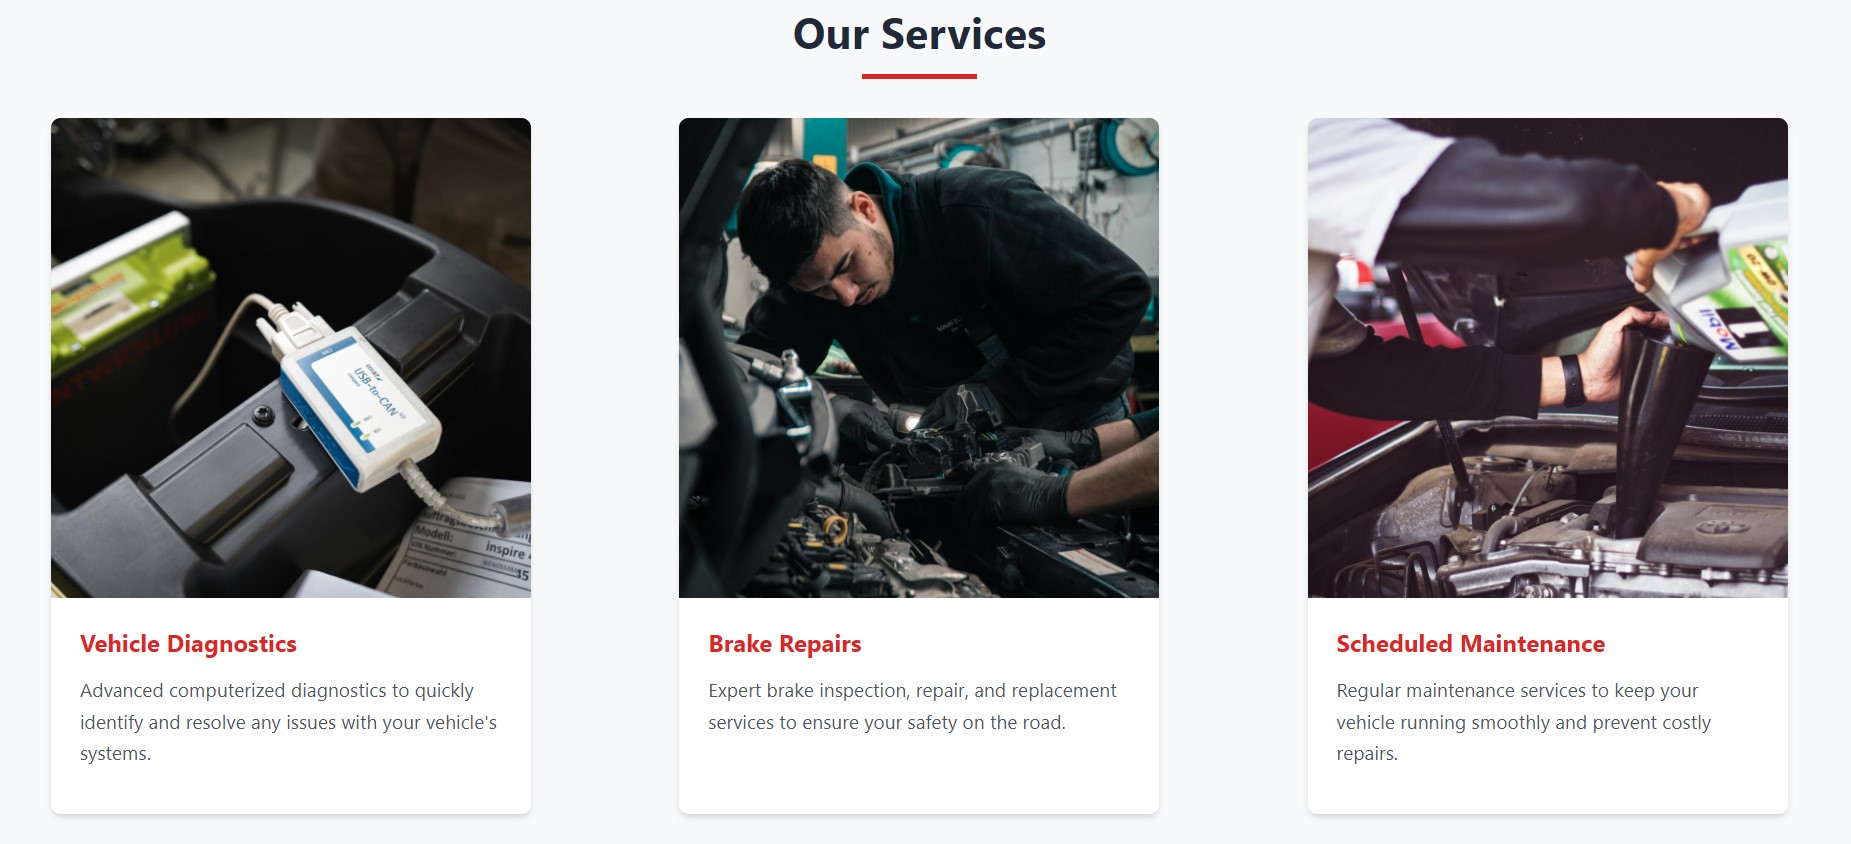 Our Services
USB-to-CAN
Modell:
inspire
Mobil 1
Vehicle Diagnostics
Advanced computerized diagnostics to quickly
identify and resolve any issues with your vehicle's
systems.
Brake Repairs
Expert brake inspection, repair, and replacement
services to ensure your safety on the road.
Scheduled Maintenance
Regular maintenance services to keep your
vehicle running smoothly and prevent costly
repairs.